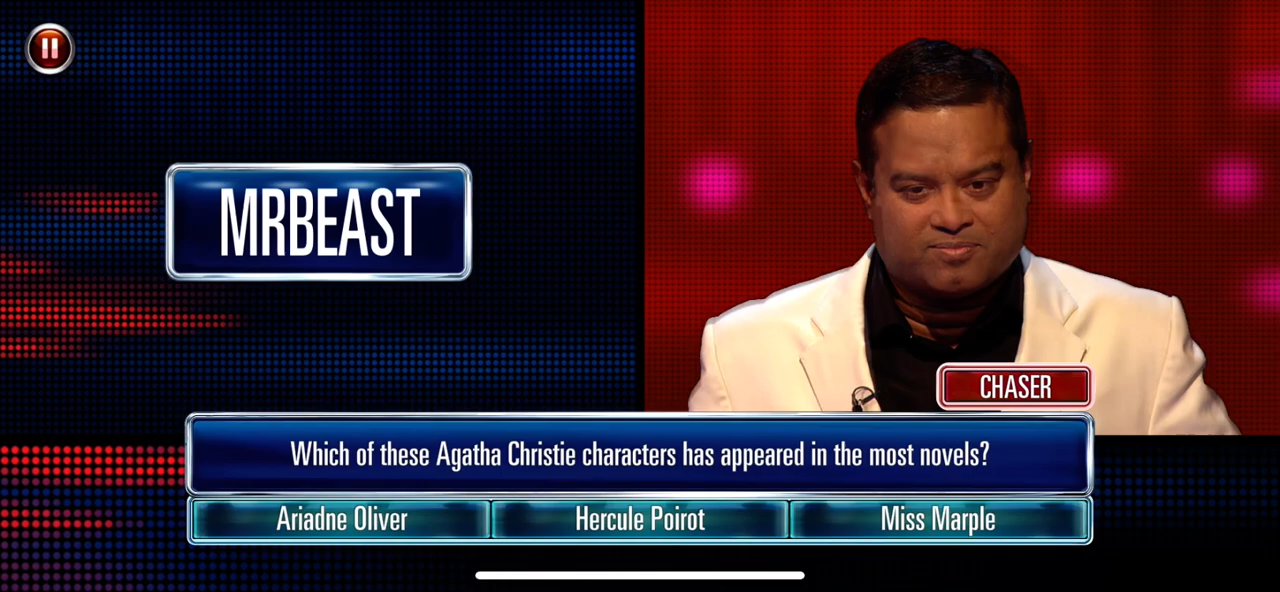 MRBEAST
CHASER
Which of these Agatha Christie characters has appeared in the most novels?
Ariadne Oliver
Hercule Poirot
Miss Marple